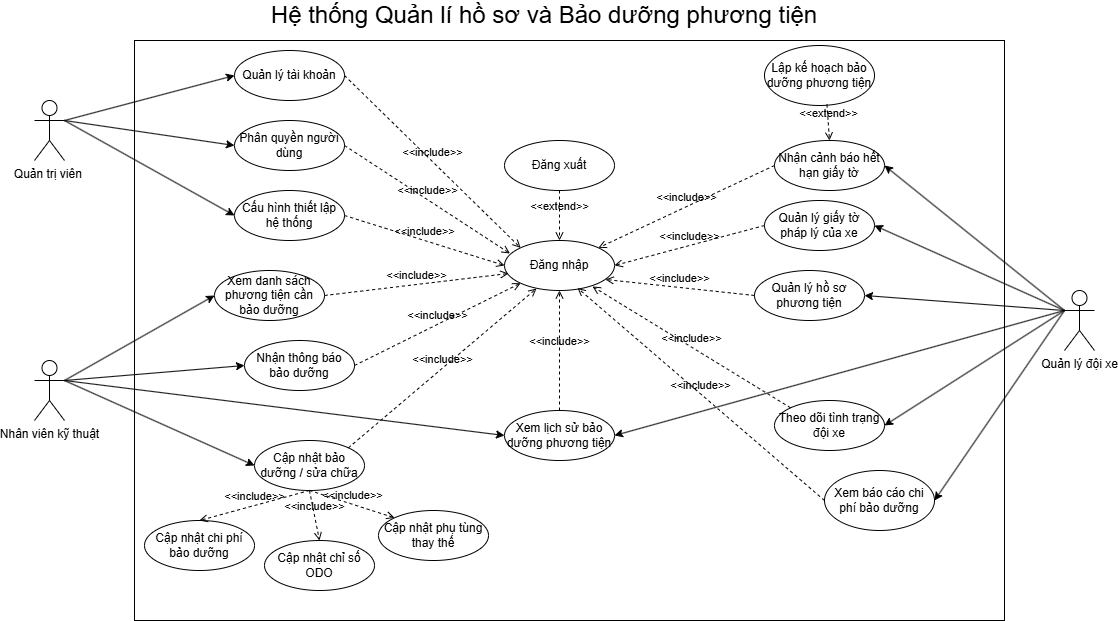 Hệ thống Quản lí hồ sơ và Bảo dưỡng phương tiện
Quản trị viên
Quản lý tài khoản
Phân quyền người
dùng
Cấu hình thiết lập
hệ thống
<<include>>
<<include>>
<<include>>
Đăng xuất
<<extend>>
Đăng nhập
Lập kế hoạch bảo
dưỡng phương tiện
<<extend>>
Nhận cảnh báo hết
hạn giấy tờ
<<include>>
Quản lý giấy tờ
pháp lý của xe
<<include>>
Quản lý hồ sơ
phương tiện
<<include>>
Quản lý đội xe
Xem danh sách
phương tiện cần
bảo dưỡng
<<include>>
Nhận thông báo
bảo dưỡng
<<include>>
<<include>>
<<include>>
<<include>>
<<include>>
Nhân viên kỹ thuật
Xem lịch sử bảo
dưỡng phương tiện
Theo dõi tình trạng
đội xe
Cập nhật bảo
dưỡng / sửa chữa
Xem báo cáo chi
phí bảo dưỡng
<<include>>
<<include>>
<<include>>
Cập nhật chi phí
bảo dưỡng
Cập nhật chỉ số
ODO
Cập nhật phụ tùng
thay thế